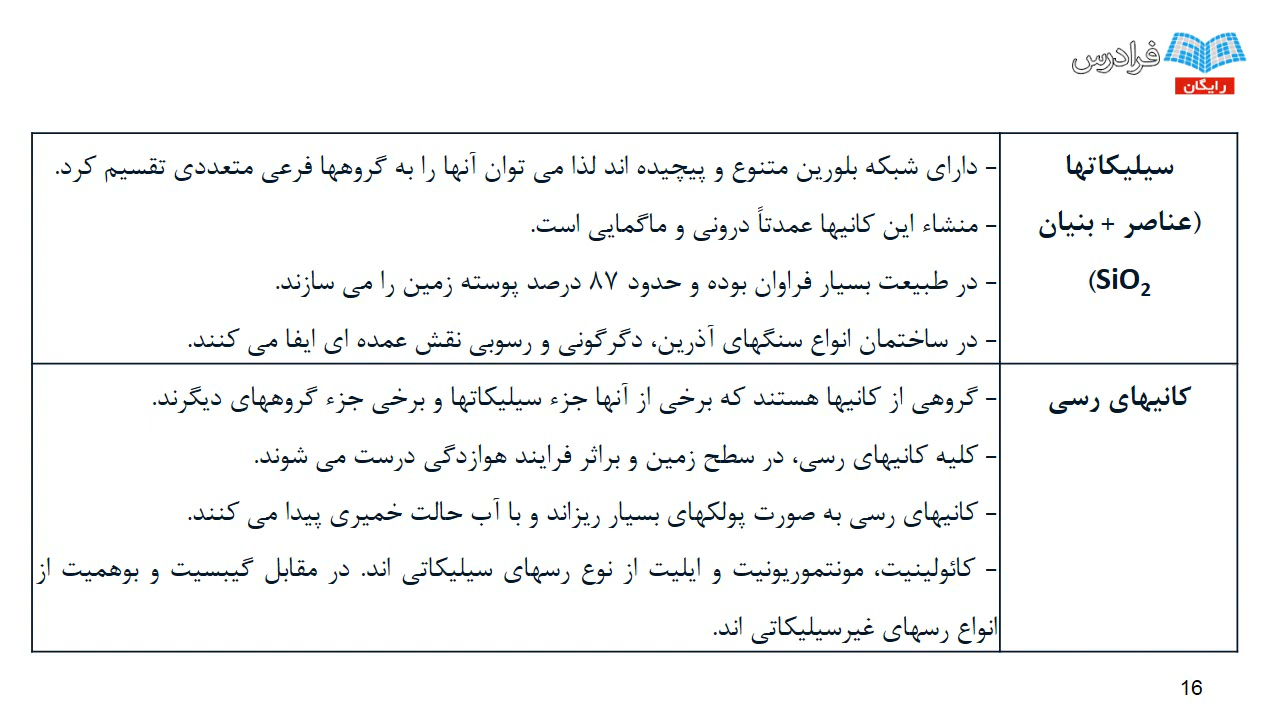 فرادرس
رایگان
سیلیکاتها
(عناصر + بنیان
SiO2)
- دارای شبکه بلورین متنوع و پیچیده اند لذا می توان آنها را به گروهها فرعی متعددی تقسیم کرد.
- منشاء این کانیها عمدتاً درونی و ماگمایی است.
- در طبیعت بسیار فراوان بوده و حدود ۸۷ درصد پوسته زمین را می سازند.
- در ساختمان انواع سنگهای آذرین، دگرگونی و رسوبی نقش عمده ای ایفا می کنند.
کانیهای رسی
- گروهی از کانیها هستند که برخی از آنها جزء سیلیکاتها و برخی جزء گروههای دیگرند.
- کلیه کانیهای رسی، در سطح زمین و براثر فرایند هوازدگی درست می شوند.
- کانیهای رسی به صورت پولکهای بسیار ریزاند و با آب حالت خمیری پیدا می کنند.
- کائولینیت، مونتموریونیت و ایلیت از نوع رسهای سیلیکاتی اند. در مقابل گیبسیت و بوهمیت از
انواع رسهای غیرسیلیکاتی اند.
16